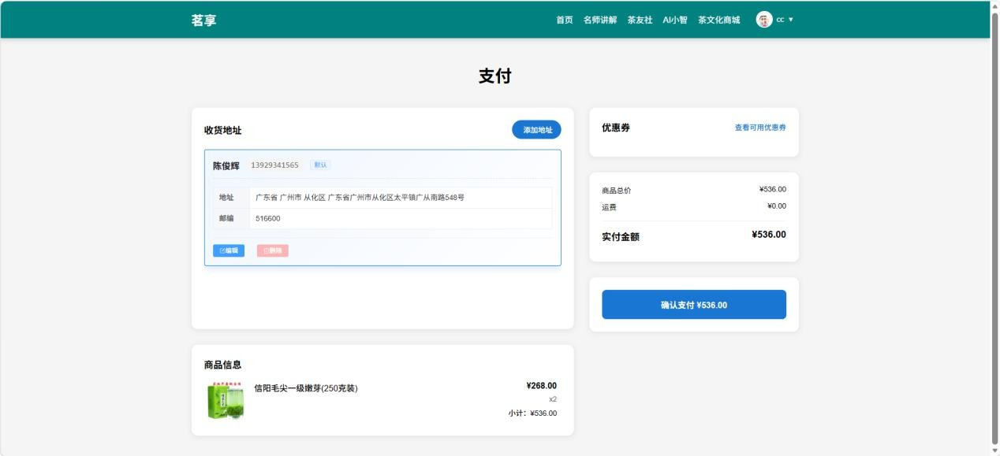 茗享
首页 名师讲解 茶友社 AI小智 茶文化商城 cc ▼
支付
收货地址 添加地址
陈俊辉 13929341565 默认
地址 广东省 广州市 从化区 广东省广州市从化区太平镇广从南路548号
邮编 516600
编辑 删除
商品信息
信阳毛尖一级嫩芽(250克装)
¥268.00
x2
小计：¥536.00
优惠券 查看可用优惠券
商品总价 ¥536.00
运费 ¥0.00
实付金额 ¥536.00
确认支付 ¥536.00